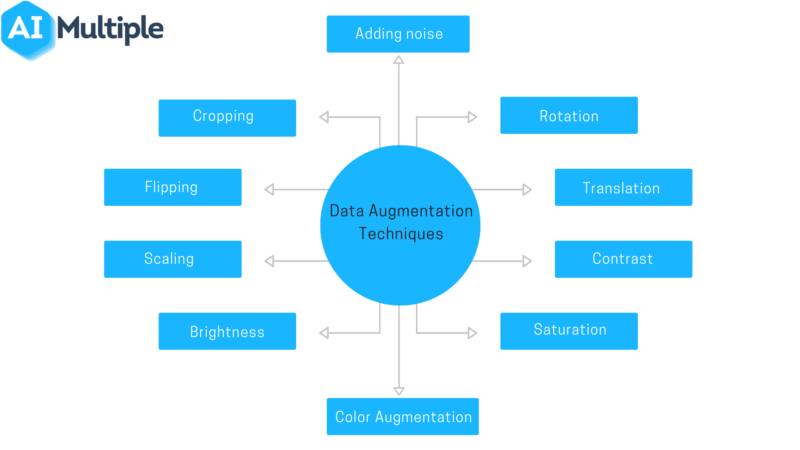 AI Multiple
Adding noise
Cropping
Rotation
Flipping
Translation
Data Augmentation
Techniques
Scaling
Contrast
Brightness
Saturation
Color Augmentation